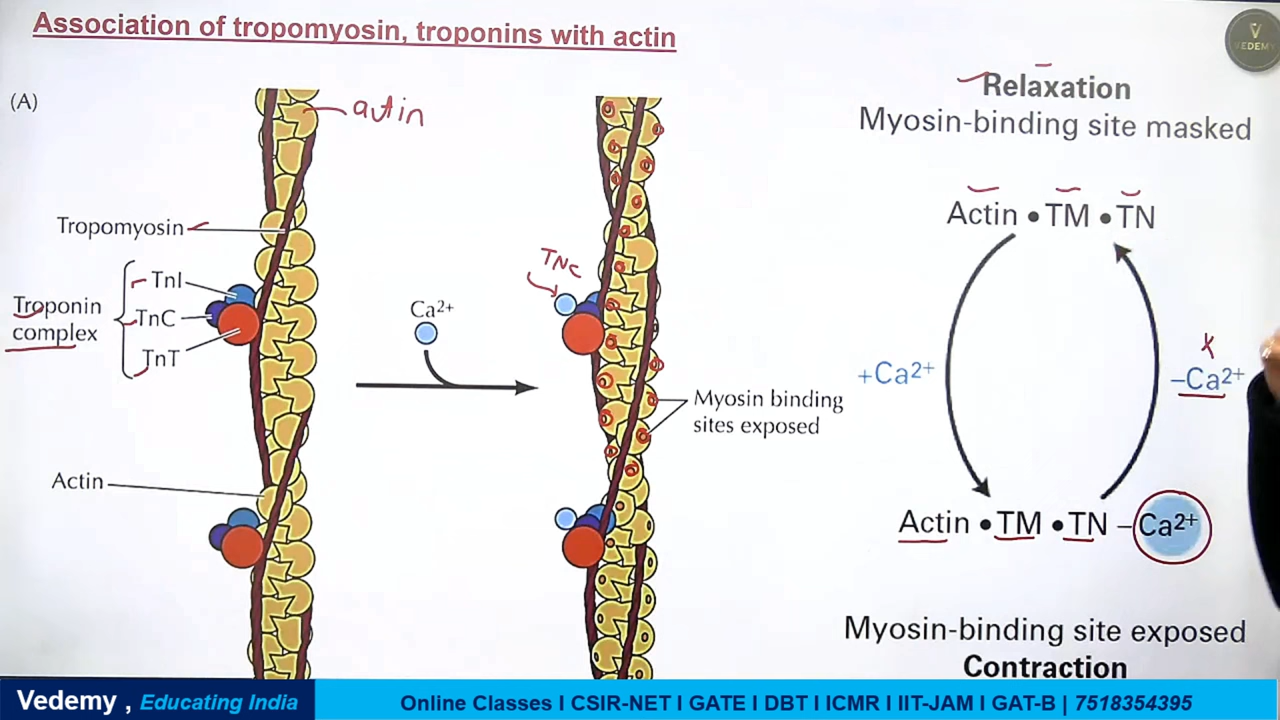 Association of tropomyosin, troponins with actin
VEDEMY
(A)
actin
Relaxation
Myosin-binding site masked
Tropomyosin
Actin • TM • TN
TnI
TNC
Troponin
complex
TnC
TnT
Ca2+
+Ca2+
x
–Ca2+
Myosin binding
sites exposed
Actin
Actin • TM • TN – Ca2+
Myosin-binding site exposed
Contraction
Vedemy , Educating India
Online Classes I CSIR-NET I GATE I DBT I ICMR I IIT-JAM I GAT-B | 7518354395